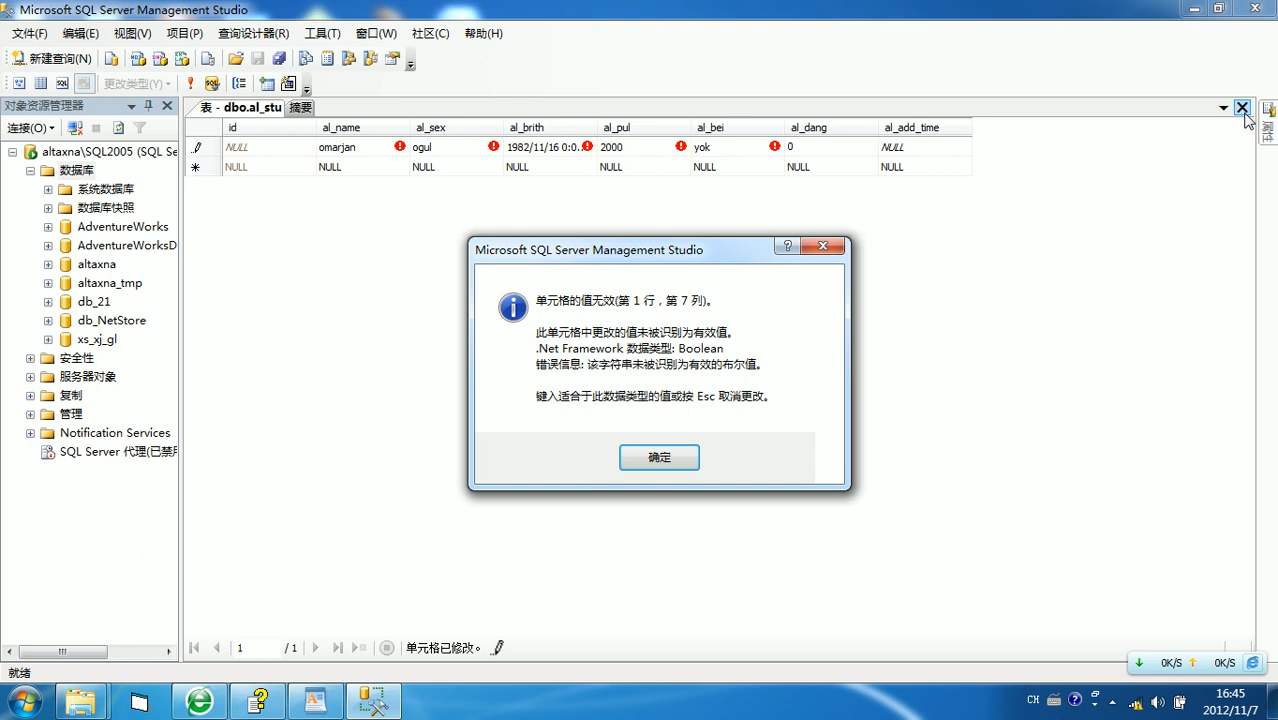 Microsoft SQL Server Management Studio
文件(F) 编辑(E) 视图(V) 项目(P) 查询设计器(R) 工具(T) 窗口(W) 社区(C) 帮助(H)
新建查询(N)
更改类型(Y)
对象资源管理器
表 - dbo.al_stu 摘要
连接(O)
id al_name al_sex al_brith al_pul al_bei al_dang al_add_time
NULL omarjan ogul 1982/11/16 0:0... 2000 yok 0 NULL
NULL NULL NULL NULL NULL NULL NULL NULL
altaxna\SQL2005 (SQL Se
数据库
系统数据库
数据库快照
AdventureWorks
AdventureWorksD
altaxna
altaxna_tmp
db_21
db_NetStore
xs_xj_gl
安全性
服务器对象
复制
管理
Notification Services
SQL Server 代理(已禁用
属性
Microsoft SQL Server Management Studio
单元格的值无效(第 1 行，第 7 列)。
此单元格中更改的值未被识别为有效值。
.Net Framework 数据类型: Boolean
错误信息: 该字符串未被识别为有效的布尔值。
键入适合于此数据类型的值或按 Esc 取消更改。
确定
1 / 1 单元格已修改。
就绪
0K/S 0K/S
CH 16:45
2012/11/7